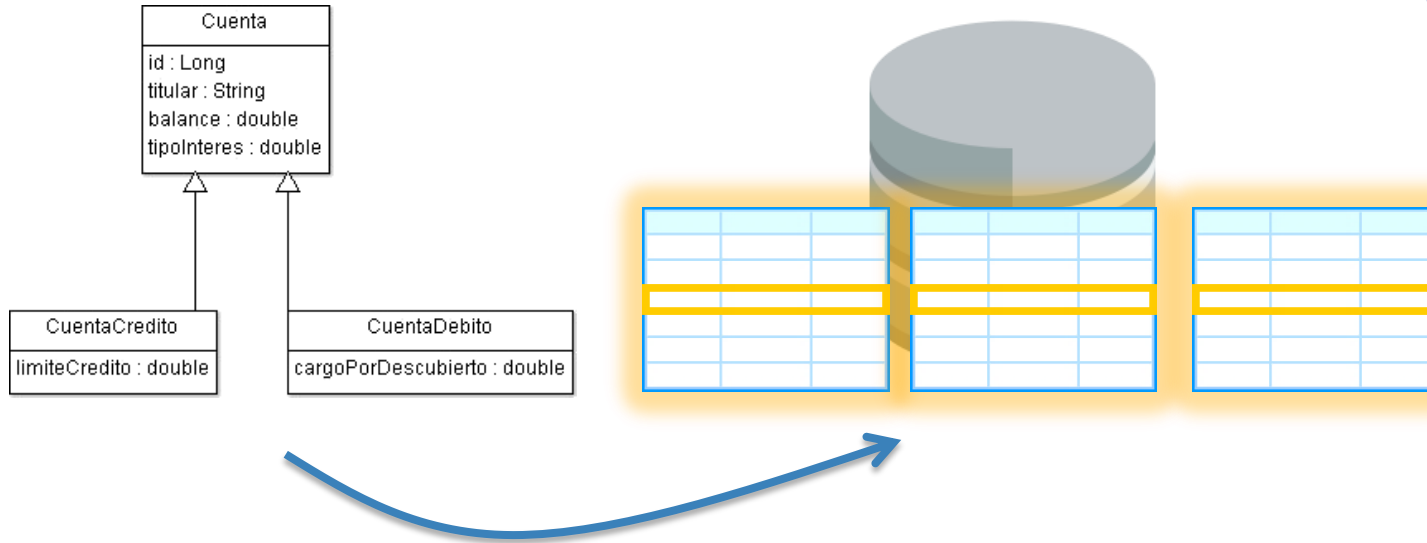 Cuenta
id : Long
titular : String
balance : double
tipoInteres : double
CuentaCredito
limiteCredito : double
CuentaDebito
cargoPorDescubierto : double